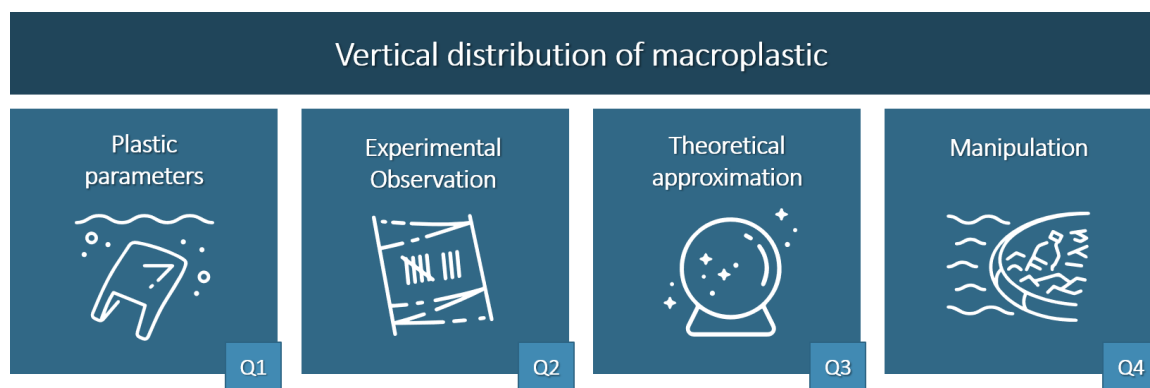 Vertical distribution of macroplastic
Plastic
parameters
Q1
Experimental
Observation
Q2
Theoretical
approximation
Q3
Manipulation
Q4